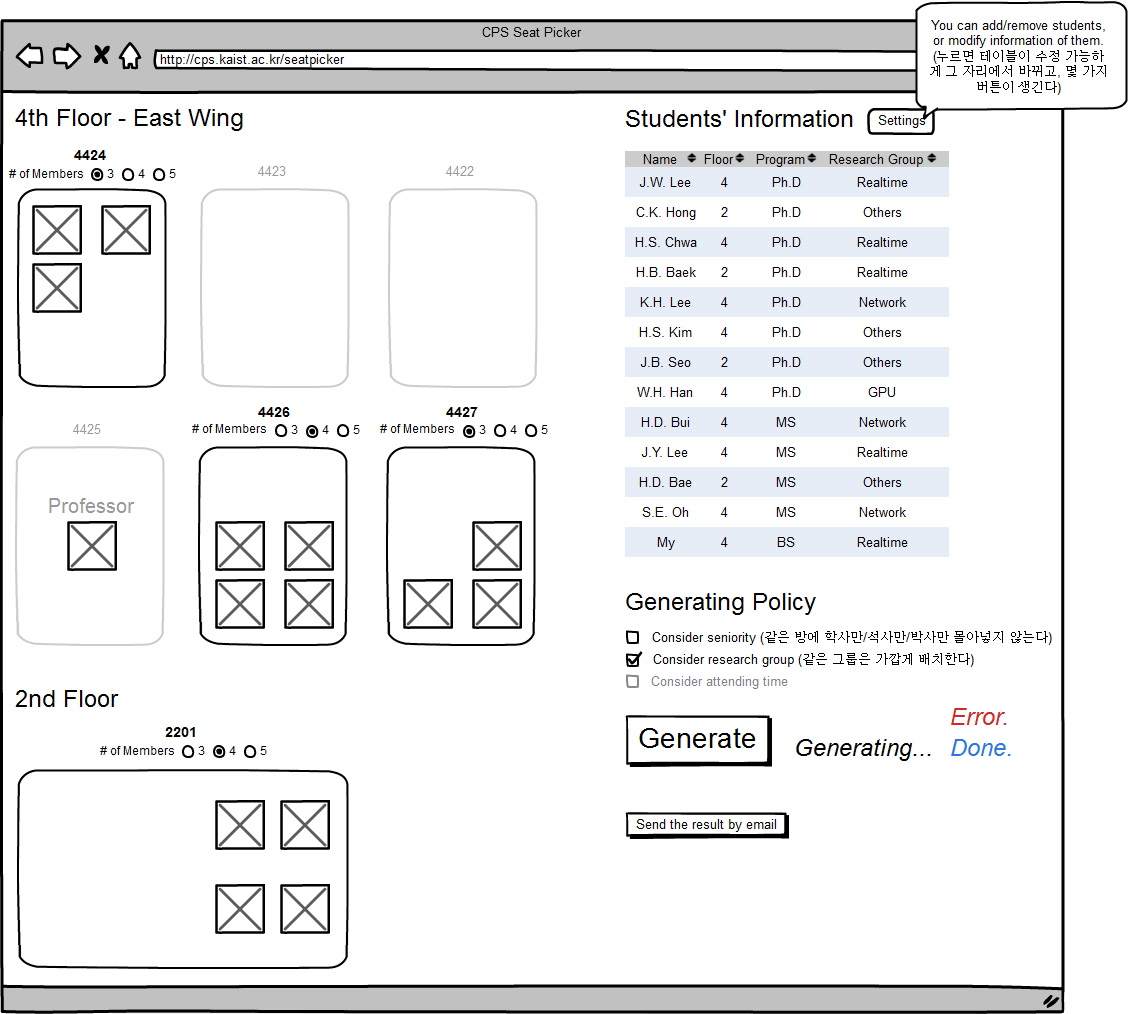 CPS Seat Picker
http://cps.kaist.ac.kr/seatpicker
You can add/remove students,
or modify information of them.
(누르면 테이블이 수정 가능하
게 그 자리에서 바뀌고, 몇 가지
버튼이 생긴다)
4th Floor - East Wing
4424
# of Members 3 4 5
4423
4422
4425
Professor
4426
# of Members 3 4 5
4427
# of Members 3 4 5
2nd Floor
2201
# of Members 3 4 5
Students' Information
Settings
Name Floor Program Research Group
J.W. Lee 4 Ph.D Realtime
C.K. Hong 2 Ph.D Others
H.S. Chwa 4 Ph.D Realtime
H.B. Baek 2 Ph.D Realtime
K.H. Lee 4 Ph.D Network
H.S. Kim 4 Ph.D Others
J.B. Seo 2 Ph.D Others
W.H. Han 4 Ph.D GPU
H.D. Bui 4 MS Network
J.Y. Lee 4 MS Realtime
H.D. Bae 2 MS Others
S.E. Oh 4 MS Network
My 4 BS Realtime
Generating Policy
Consider seniority (같은 방에 학사만/석사만/박사만 몰아넣지 않는다)
Consider research group (같은 그룹은 가깝게 배치한다)
Consider attending time
Generate
Generating...
Error.
Done.
Send the result by email